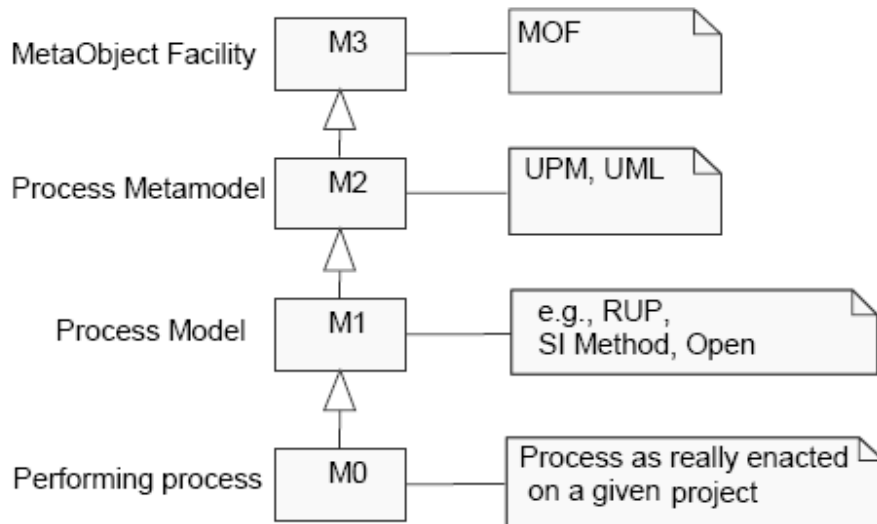 MetaObject Facility
M3
MOF
Process Metamodel
M2
UPM, UML
Process Model
M1
e.g., RUP,
SI Method, Open
Performing process
M0
Process as really enacted
on a given project